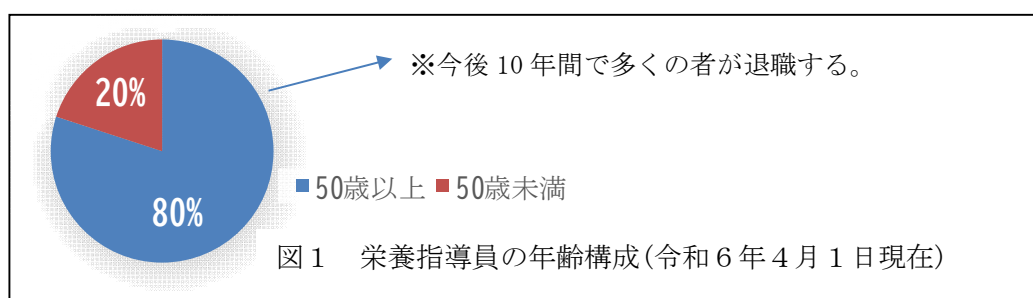 ※今後 10 年間で多くの者が退職する。
20%
80%
■50歳以上 ■50歳未満
図１　栄養指導員の年齢構成(令和６年４月１日現在)